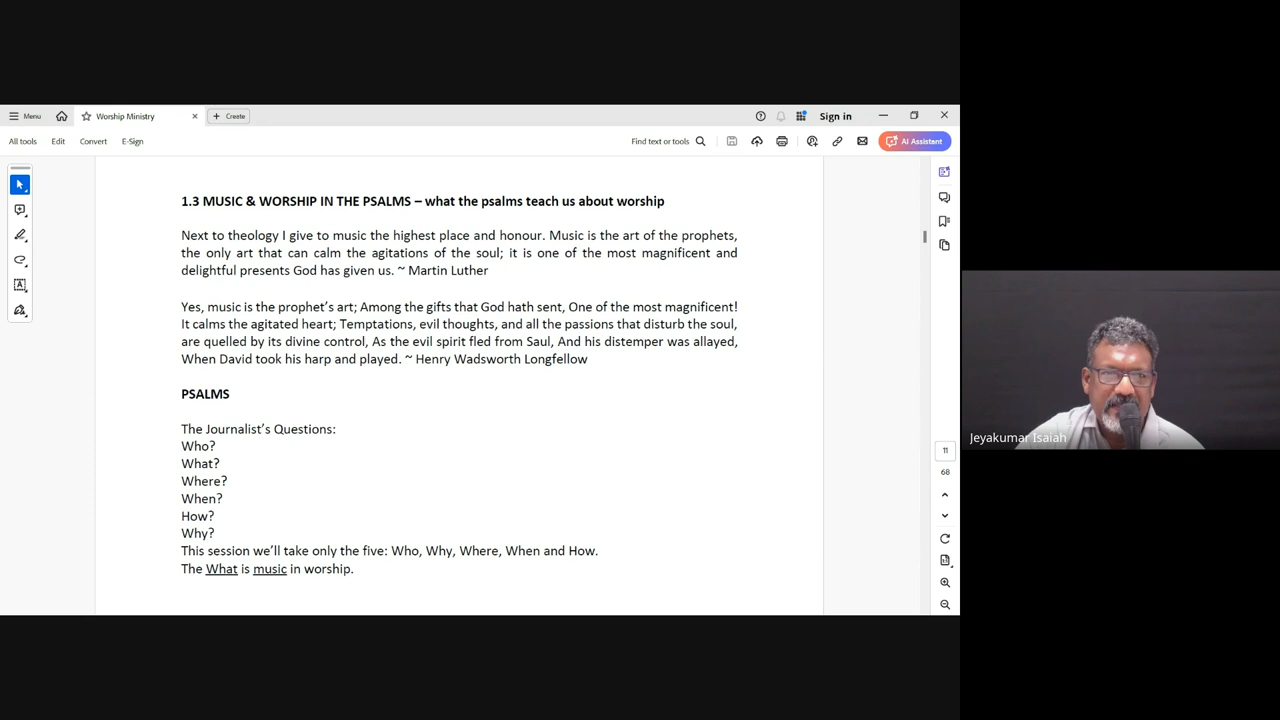 Menu
Worship Ministry
Create
Sign in
All tools
Edit
Convert
E-Sign
Find text or tools
AI Assistant
1.3 MUSIC & WORSHIP IN THE PSALMS – what the psalms teach us about worship
Next to theology I give to music the highest place and honour. Music is the art of the prophets,
the only art that can calm the agitations of the soul; it is one of the most magnificent and
delightful presents God has given us. ~ Martin Luther
Yes, music is the prophet’s art; Among the gifts that God hath sent, One of the most magnificent!
It calms the agitated heart; Temptations, evil thoughts, and all the passions that disturb the soul,
are quelled by its divine control, As the evil spirit fled from Saul, And his distemper was allayed,
When David took his harp and played. ~ Henry Wadsworth Longfellow
PSALMS
The Journalist’s Questions:
Who?
What?
Where?
When?
How?
Why?
This session we’ll take only the five: Who, Why, Where, When and How.
The What is music in worship.
11
68
Jeyakumar Isaiah